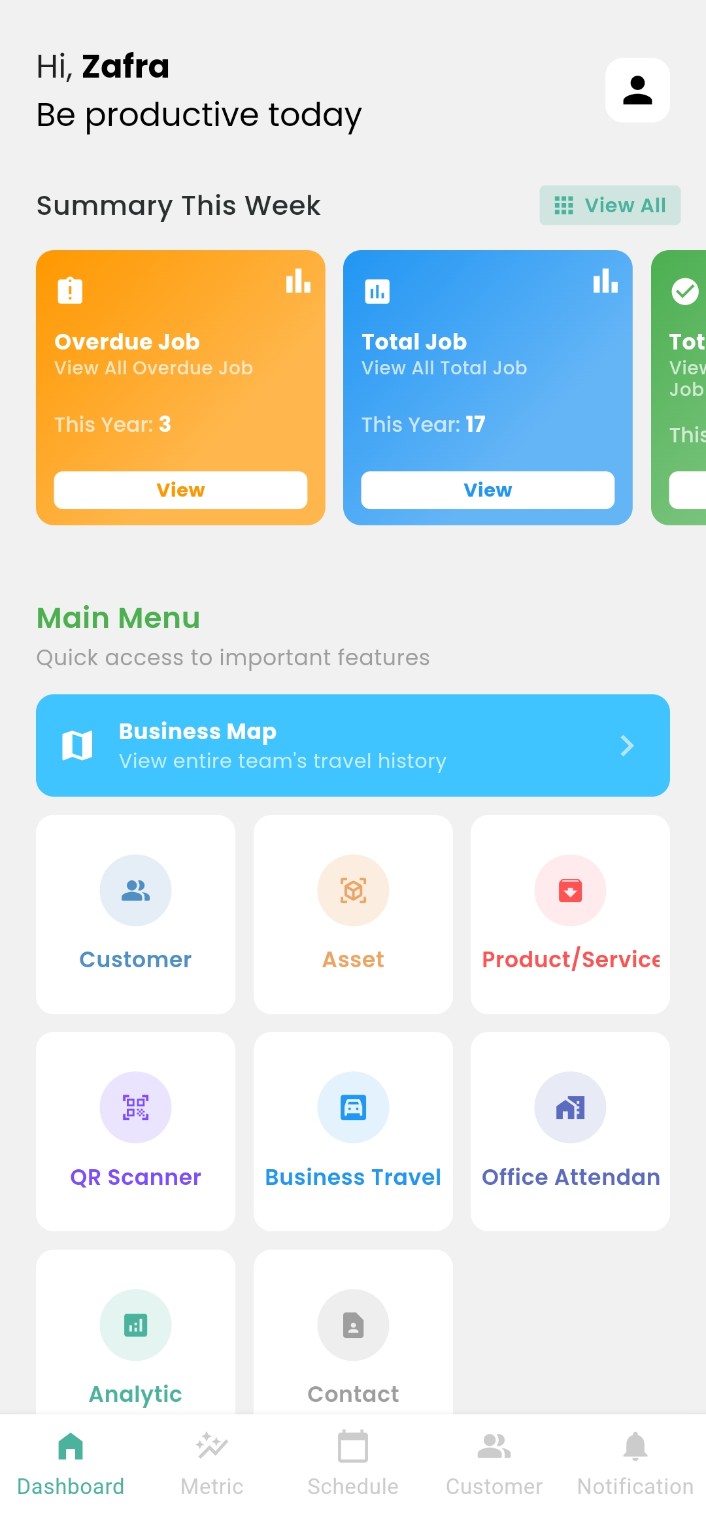 Hi, Zafra
Be productive today
Summary This Week
View All
Overdue Job
View All Overdue Job
This Year: 3
View
Total Job
View All Total Job
This Year: 17
View
Tot
View
Job
This
Main Menu
Quick access to important features
Business Map
View entire team's travel history
Customer
Asset
Product/Service
QR Scanner
Business Travel
Office Attendan
Analytic
Contact
Dashboard
Metric
Schedule
Customer
Notification